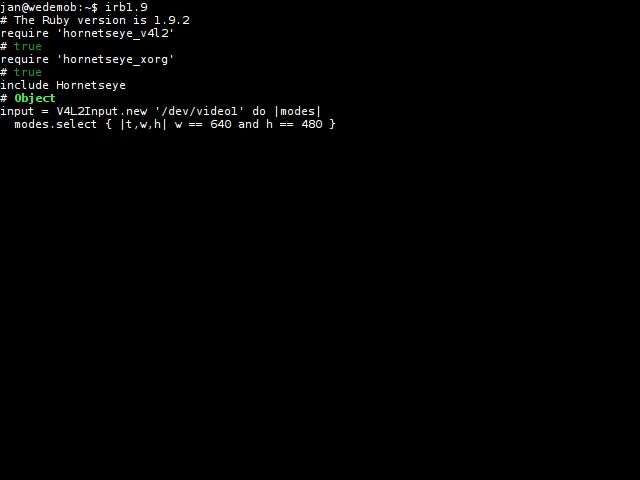 jan@wedemob:~$ irb1.9
# The Ruby version is 1.9.2
require 'hornetseye_v4l2'
# true
require 'hornetseye_xorg'
# true
include Hornetseye
# Object
input = V4L2Input.new '/dev/video1' do |modes|
  modes.select { |t,w,h| w == 640 and h == 480 }